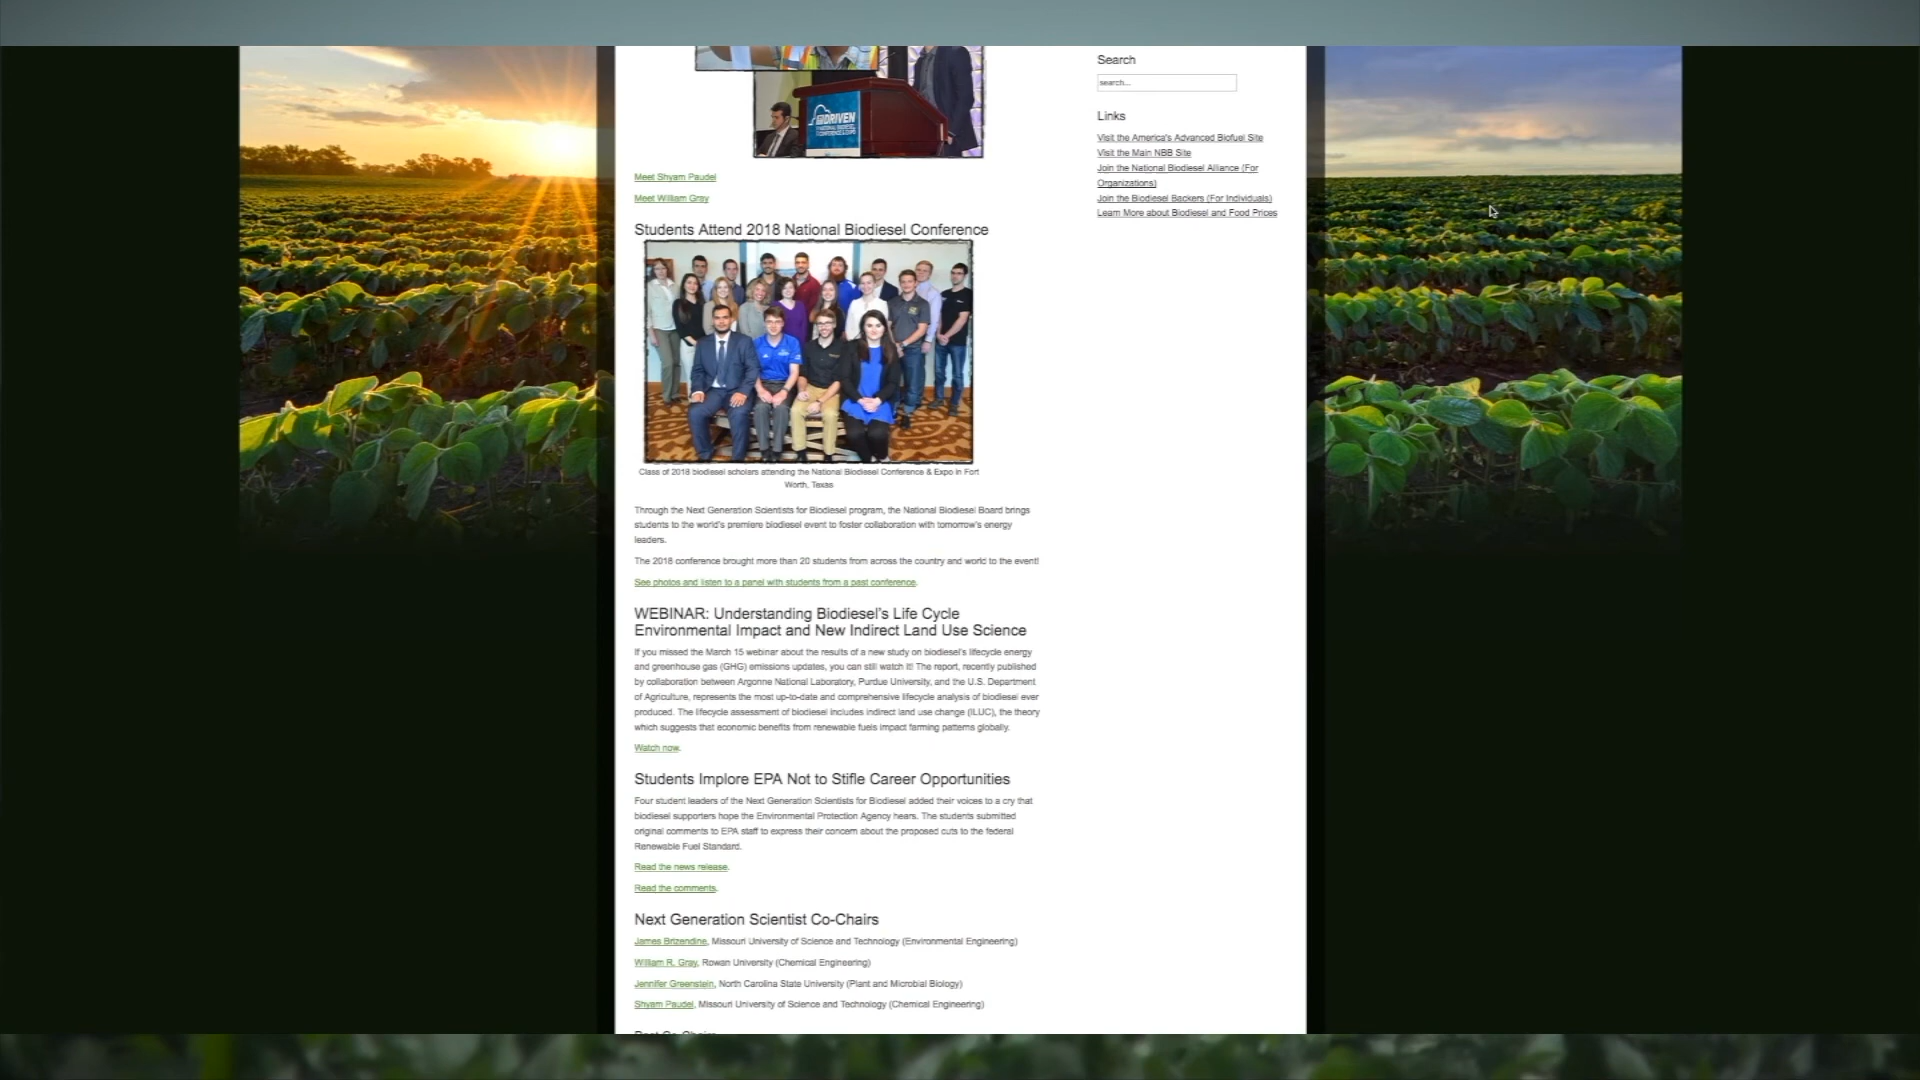 DRIVEN
Meet Shyam Paudel
Meet William Gray
Students Attend 2018 National Biodiesel Conference
Class of 2018 biodiesel scholars attending the National Biodiesel Conference & Expo in Fort
Worth, Texas
Through the Next Generation Scientists for Biodiesel program, the National Biodiesel Board brings
students to the world's premiere biodiesel event to foster collaboration with tomorrow's energy
leaders.
The 2018 conference brought more than 20 students from across the country and world to the event!
See photos and listen to a panel with students from a past conference.
WEBINAR: Understanding Biodiesel's Life Cycle
Environmental Impact and New Indirect Land Use Science
If you missed the March 15 webinar about the results of a new study on biodiesel's lifecycle energy
and greenhouse gas (GHG) emissions updates, you can still watch it! The report, recently published
by collaboration between Argonne National Laboratory, Purdue University, and the U.S. Department
of Agriculture, represents the most up-to-date and comprehensive lifecycle analysis of biodiesel ever
produced. The lifecycle assessment of biodiesel includes indirect land use change (ILUC), the theory
which suggests that economic benefits from renewable fuels impact farming patterns globally.
Watch now.
Students Implore EPA Not to Stifle Career Opportunities
Four student leaders of the Next Generation Scientists for Biodiesel added their voices to a cry that
biodiesel supporters hope the Environmental Protection Agency hears. The students submitted
original comments to EPA staff to express their concern about the proposed cuts to the federal
Renewable Fuel Standard.
Read the news release.
Read the comments.
Next Generation Scientist Co-Chairs
James Brizendine, Missouri University of Science and Technology (Environmental Engineering)
William R. Gray, Rowan University (Chemical Engineering)
Jennifer Greenstein, North Carolina State University (Plant and Microbial Biology)
Shyam Paudel, Missouri University of Science and Technology (Chemical Engineering)
Search
search...
Links
Visit the America's Advanced Biofuel Site
Visit the Main NBB Site
Join the National Biodiesel Alliance (For
Organizations)
Join the Biodiesel Backers (For Individuals)
Learn More about Biodiesel and Food Prices